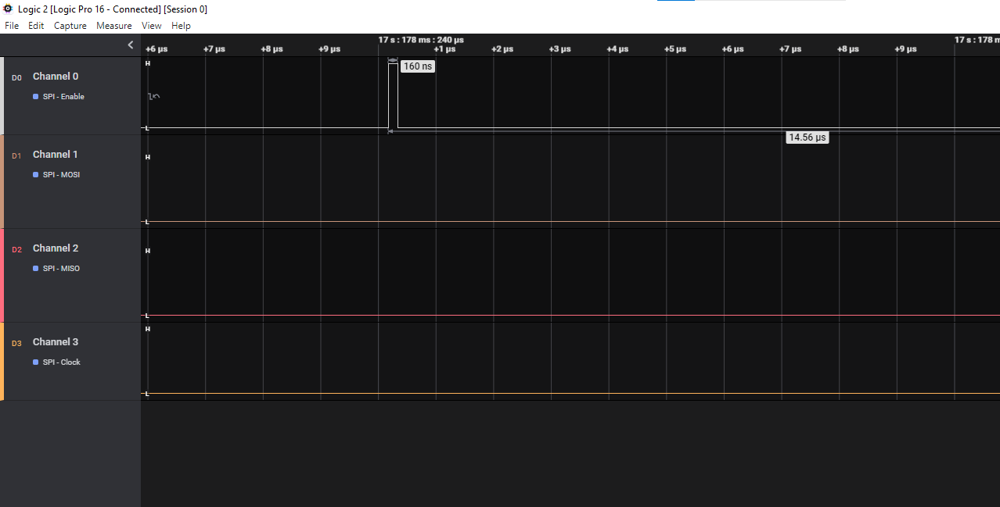 Logic 2 [Logic Pro 16 - Connected] [Session 0]
File Edit Capture Measure View Help
17 s : 178 ms : 240 µs 17 s : 178 m
+6 µs +7 µs +8 µs +9 µs +1 µs +2 µs +3 µs +4 µs +5 µs +6 µs +7 µs +8 µs +9 µs
D0 Channel 0
SPI - Enable
H
L
160 ns
14.56 µs
D1 Channel 1
SPI - MOSI
H
L
D2 Channel 2
SPI - MISO
H
L
D3 Channel 3
SPI - Clock
H
L